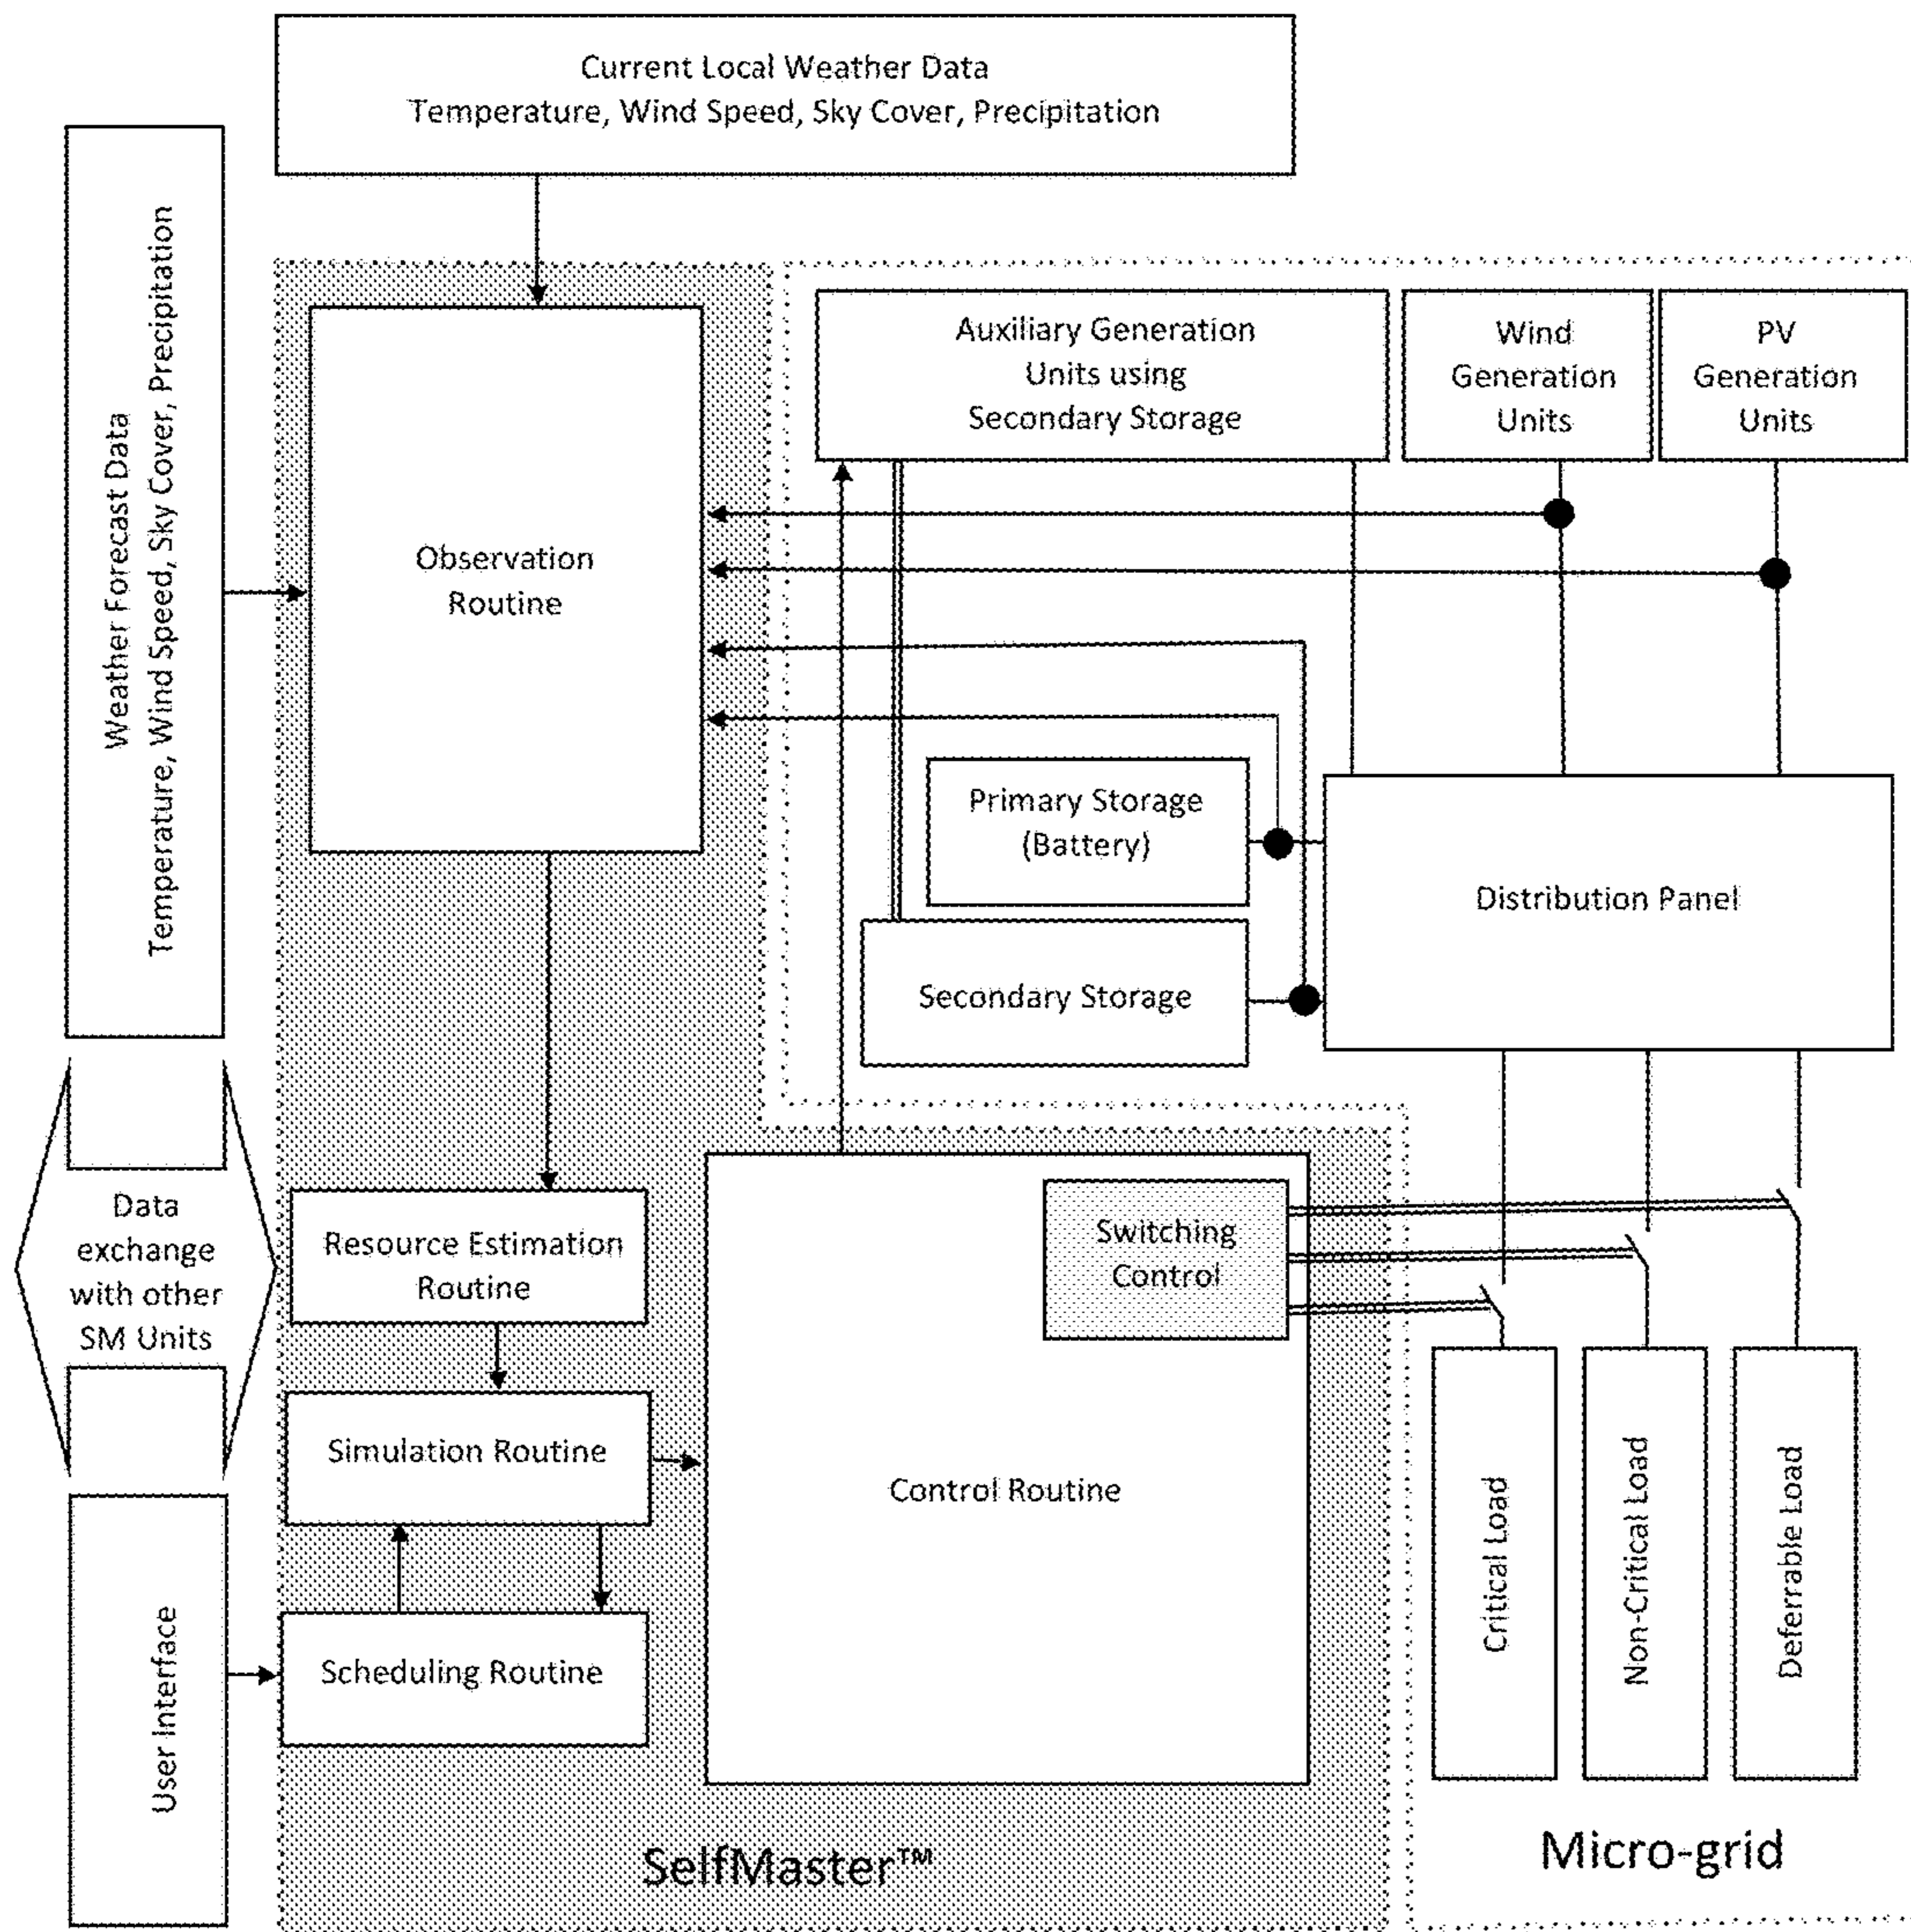 Current Local Weather Data
Temperature, Wind Speed, Sky Cover, Precipitation
Weather Forecast Data
Temperature, Wind Speed, Sky Cover, Precipitation
Observation
Routine
Auxiliary Generation
Units using
Secondary Storage
Wind
Generation
Units
PV
Generation
Units
Primary Storage
(Battery)
Secondary Storage
Distribution Panel
Data
exchange
with other
SM Units
Resource Estimation
Routine
Switching
Control
Simulation Routine
Control Routine
Scheduling Routine
User Interface
Critical Load
Non-Critical Load
Deferrable Load
SelfMaster™
Micro-grid